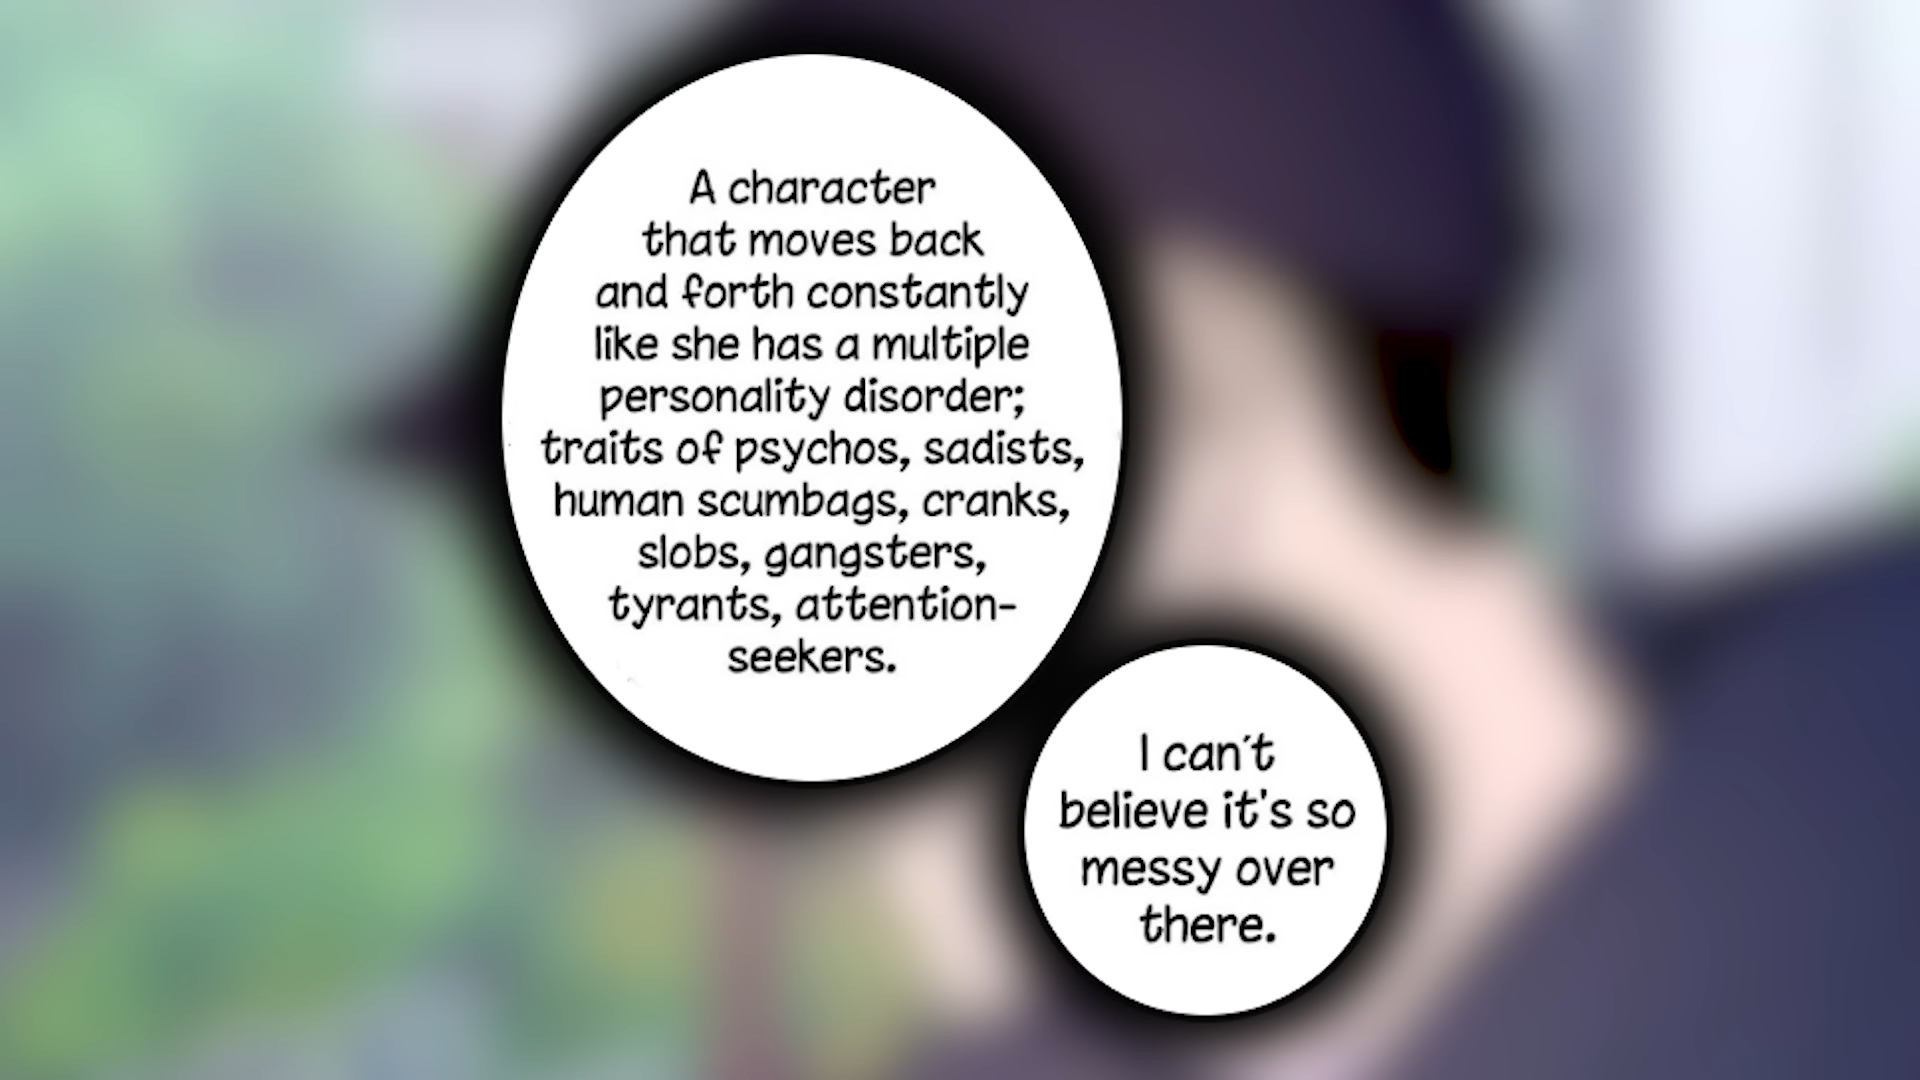 A character
that moves back
and forth constantly
like she has a multiple
personality disorder;
traits of psychos, sadists,
human scumbags, cranks,
slobs, gangsters,
tyrants, attention-
seekers.
I can´t
believe it's so
messy over
there.